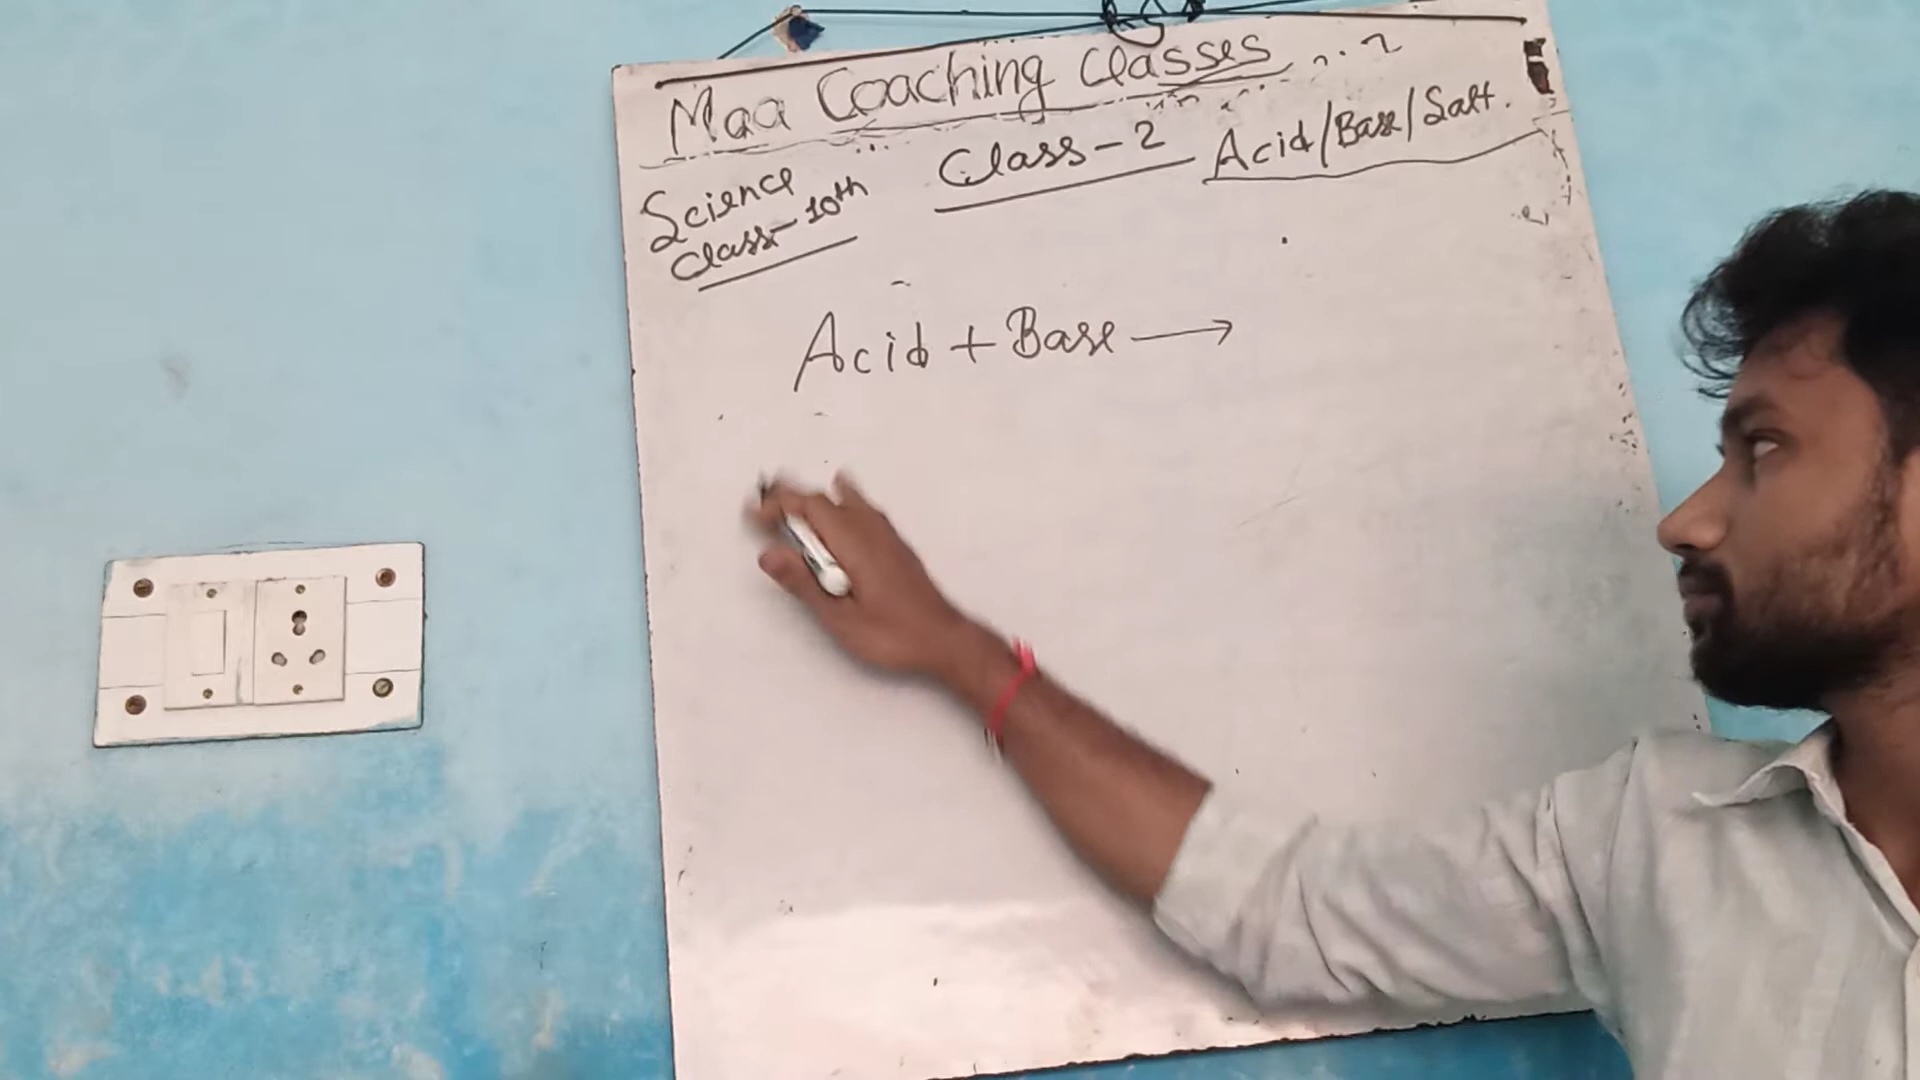 Maa Coaching Classes
Science Class - 2 Acid/Base/Salt.
Class - 10th
Acid + Base →